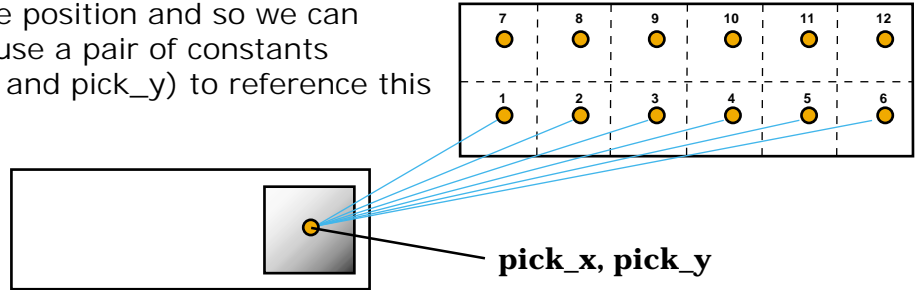 e position and so we can
use a pair of constants
and pick_y) to reference this
7 8 9 10 11 12
1 2 3 4 5 6
pick_x, pick_y